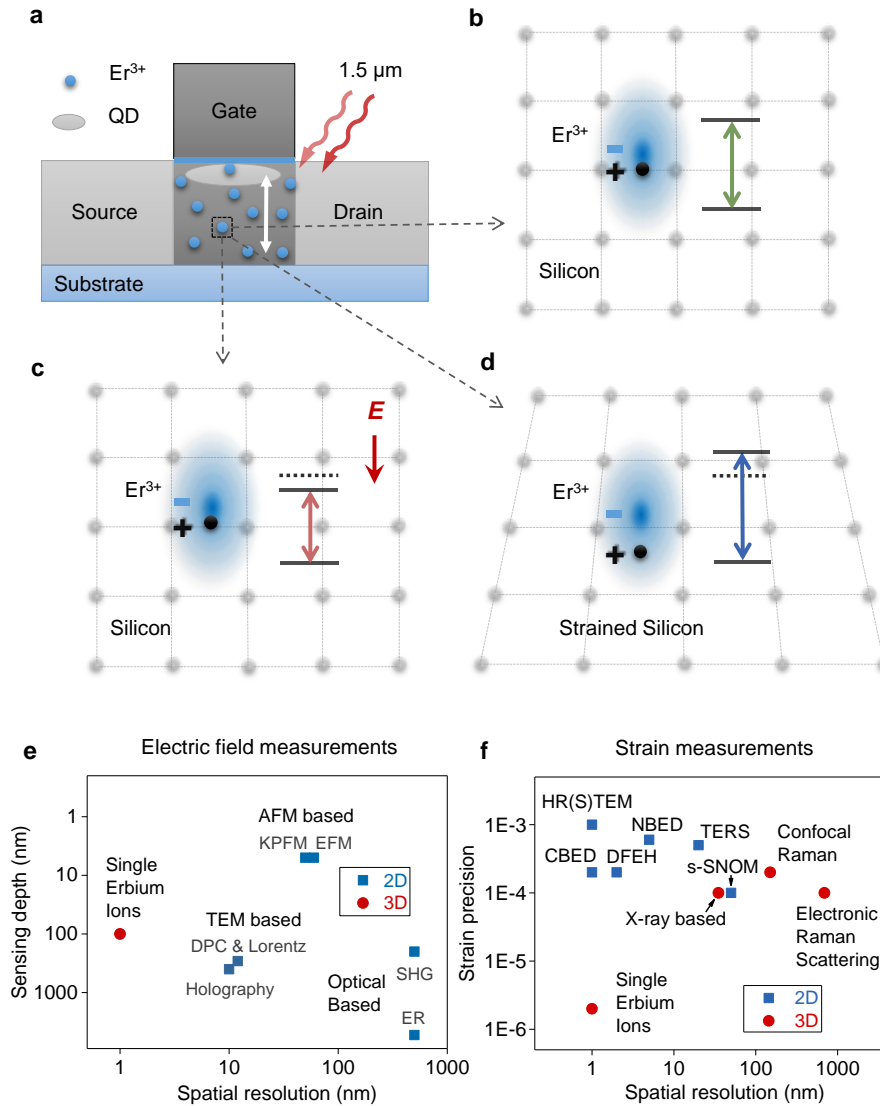 a
Er3+
QD
Gate
1.5 µm
Source
Drain
Substrate
b
Er3+
Silicon
c
E
Er3+
Silicon
d
Er3+
Strained Silicon
e
Electric field measurements
Sensing depth (nm)
1
10
100
1000
AFM based
KPFM EFM
Single
Erbium
Ions
2D
3D
TEM based
DPC & Lorentz
Holography
Optical
Based
SHG
ER
1
10
100
1000
Spatial resolution (nm)
f
Strain measurements
Strain precision
1E-3
1E-4
1E-5
1E-6
HR(S)TEM
NBED
TERS
CBED
DFEH
s-SNOM
Confocal
Raman
X-ray based
Electronic
Raman
Scattering
Single
Erbium
Ions
2D
3D
1
10
100
1000
Spatial resolution (nm)